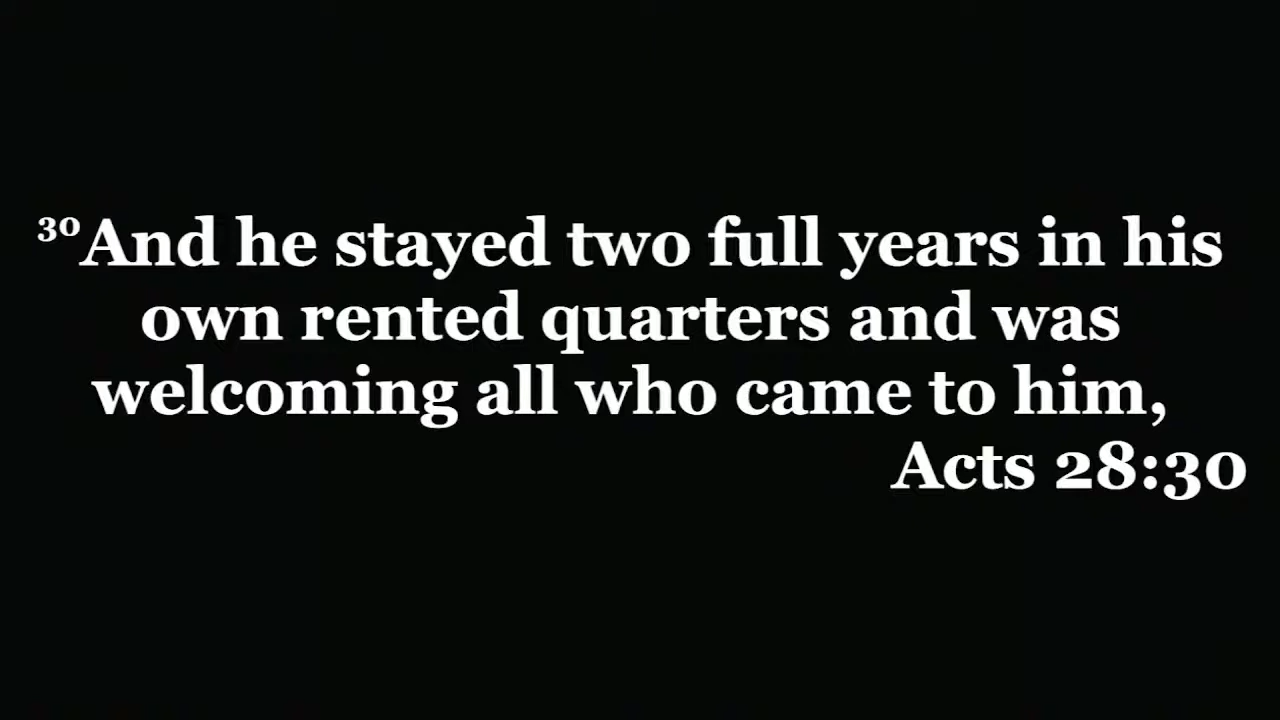 ³⁰And he stayed two full years in his
own rented quarters and was
welcoming all who came to him,
Acts 28:30